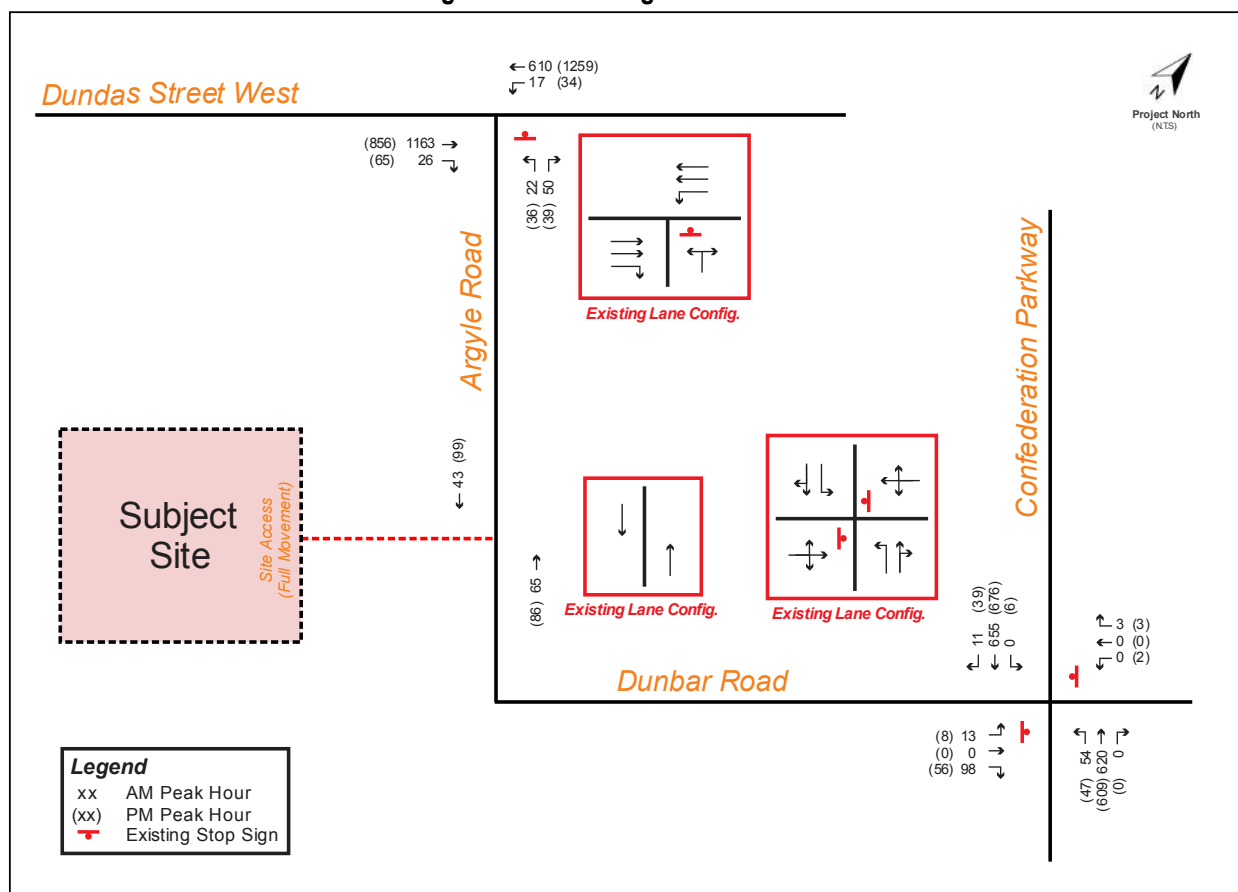 Dundas Street West
610 (1259)
17 (34)
N
Project North
(N.T.S)
(856) 1163
(65) 26
(36) 22
(39) 50
Existing Lane Config.
Argyle Road
Confederation Parkway
43 (99)
Subject
Site
Site Access
(Full Movement)
(86) 65
Existing Lane Config.
Existing Lane Config.
11 (39)
655 (676)
0 (6)
3 (3)
0 (0)
0 (2)
Dunbar Road
(8) 13
(0) 0
(56) 98
(47) 54
(609) 620
(0) 0
Legend
xx AM Peak Hour
(xx) PM Peak Hour
Existing Stop Sign